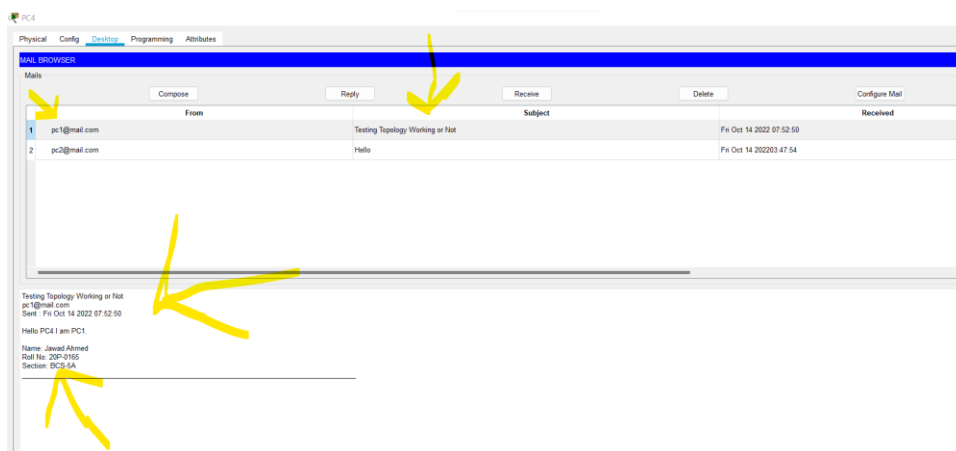 PC4
Physical Config Desktop Programming Attributes
MAIL BROWSER
Mails
Compose Reply Receive Delete Configure Mail
From Subject Received
1 pc1@mail.com Testing Topology Working or Not Fri Oct 14 2022 07:52:50
2 pc2@mail.com Hello Fri Oct 14 202203:47:54
Testing Topology Working or Not
pc1@mail.com
Sent : Fri Oct 14 2022 07:52:50
Hello PC4 I am PC1.
Name: Jawad Ahmed
Roll No: 20P-0165
Section: BCS-5A